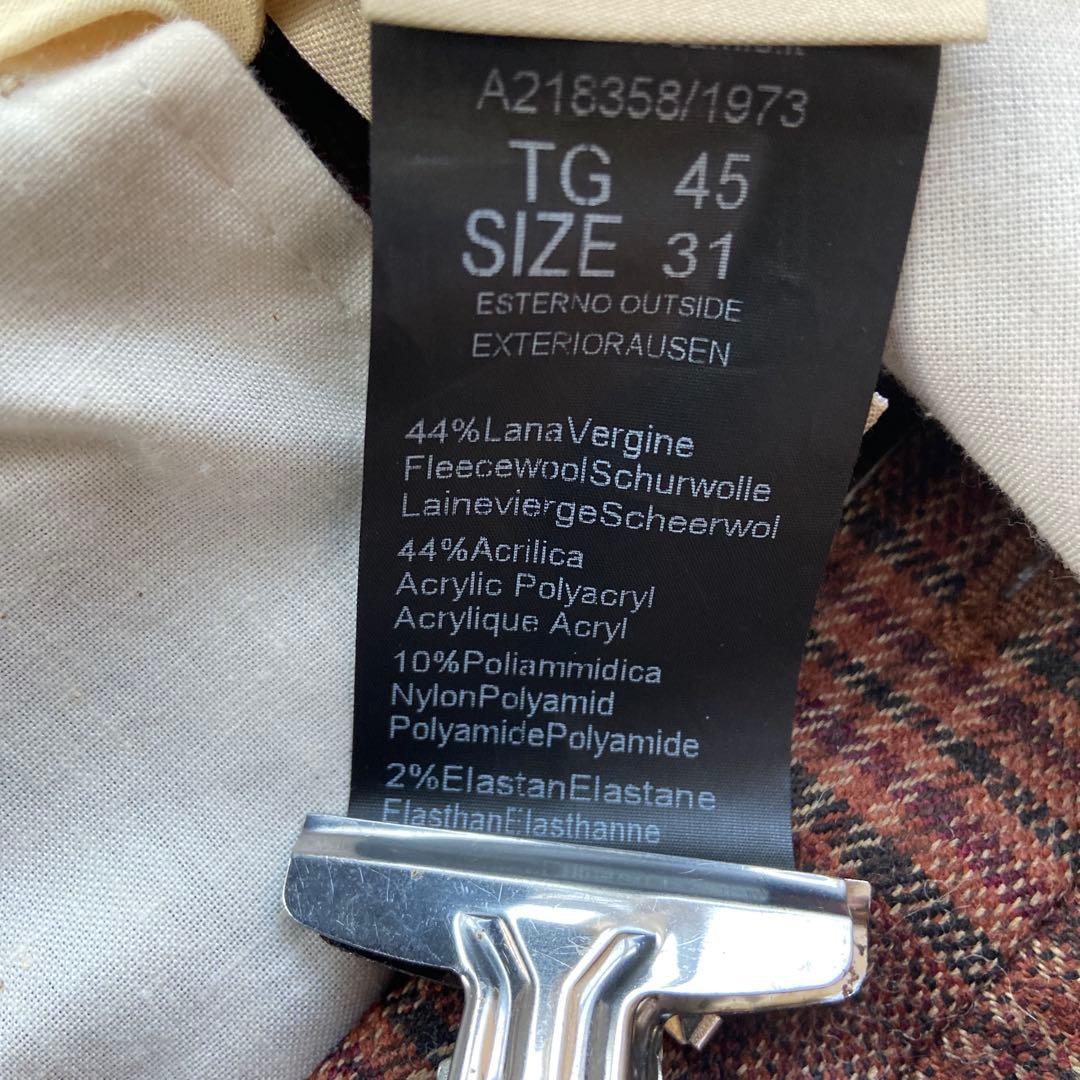 A218358/1973
TG 45
SIZE 31
ESTERNO OUTSIDE
EXTERIORAUSEN
44%LanaVergine
FleecewoolSchurwolle
LaineviergeScheerwol
44%Acrilica
Acrylic Polyacryl
Acrylique Acryl
10%Poliammidica
NylonPolyamid
PolyamidePolyamide
2%ElastanElastane
ElasthanElasthanne